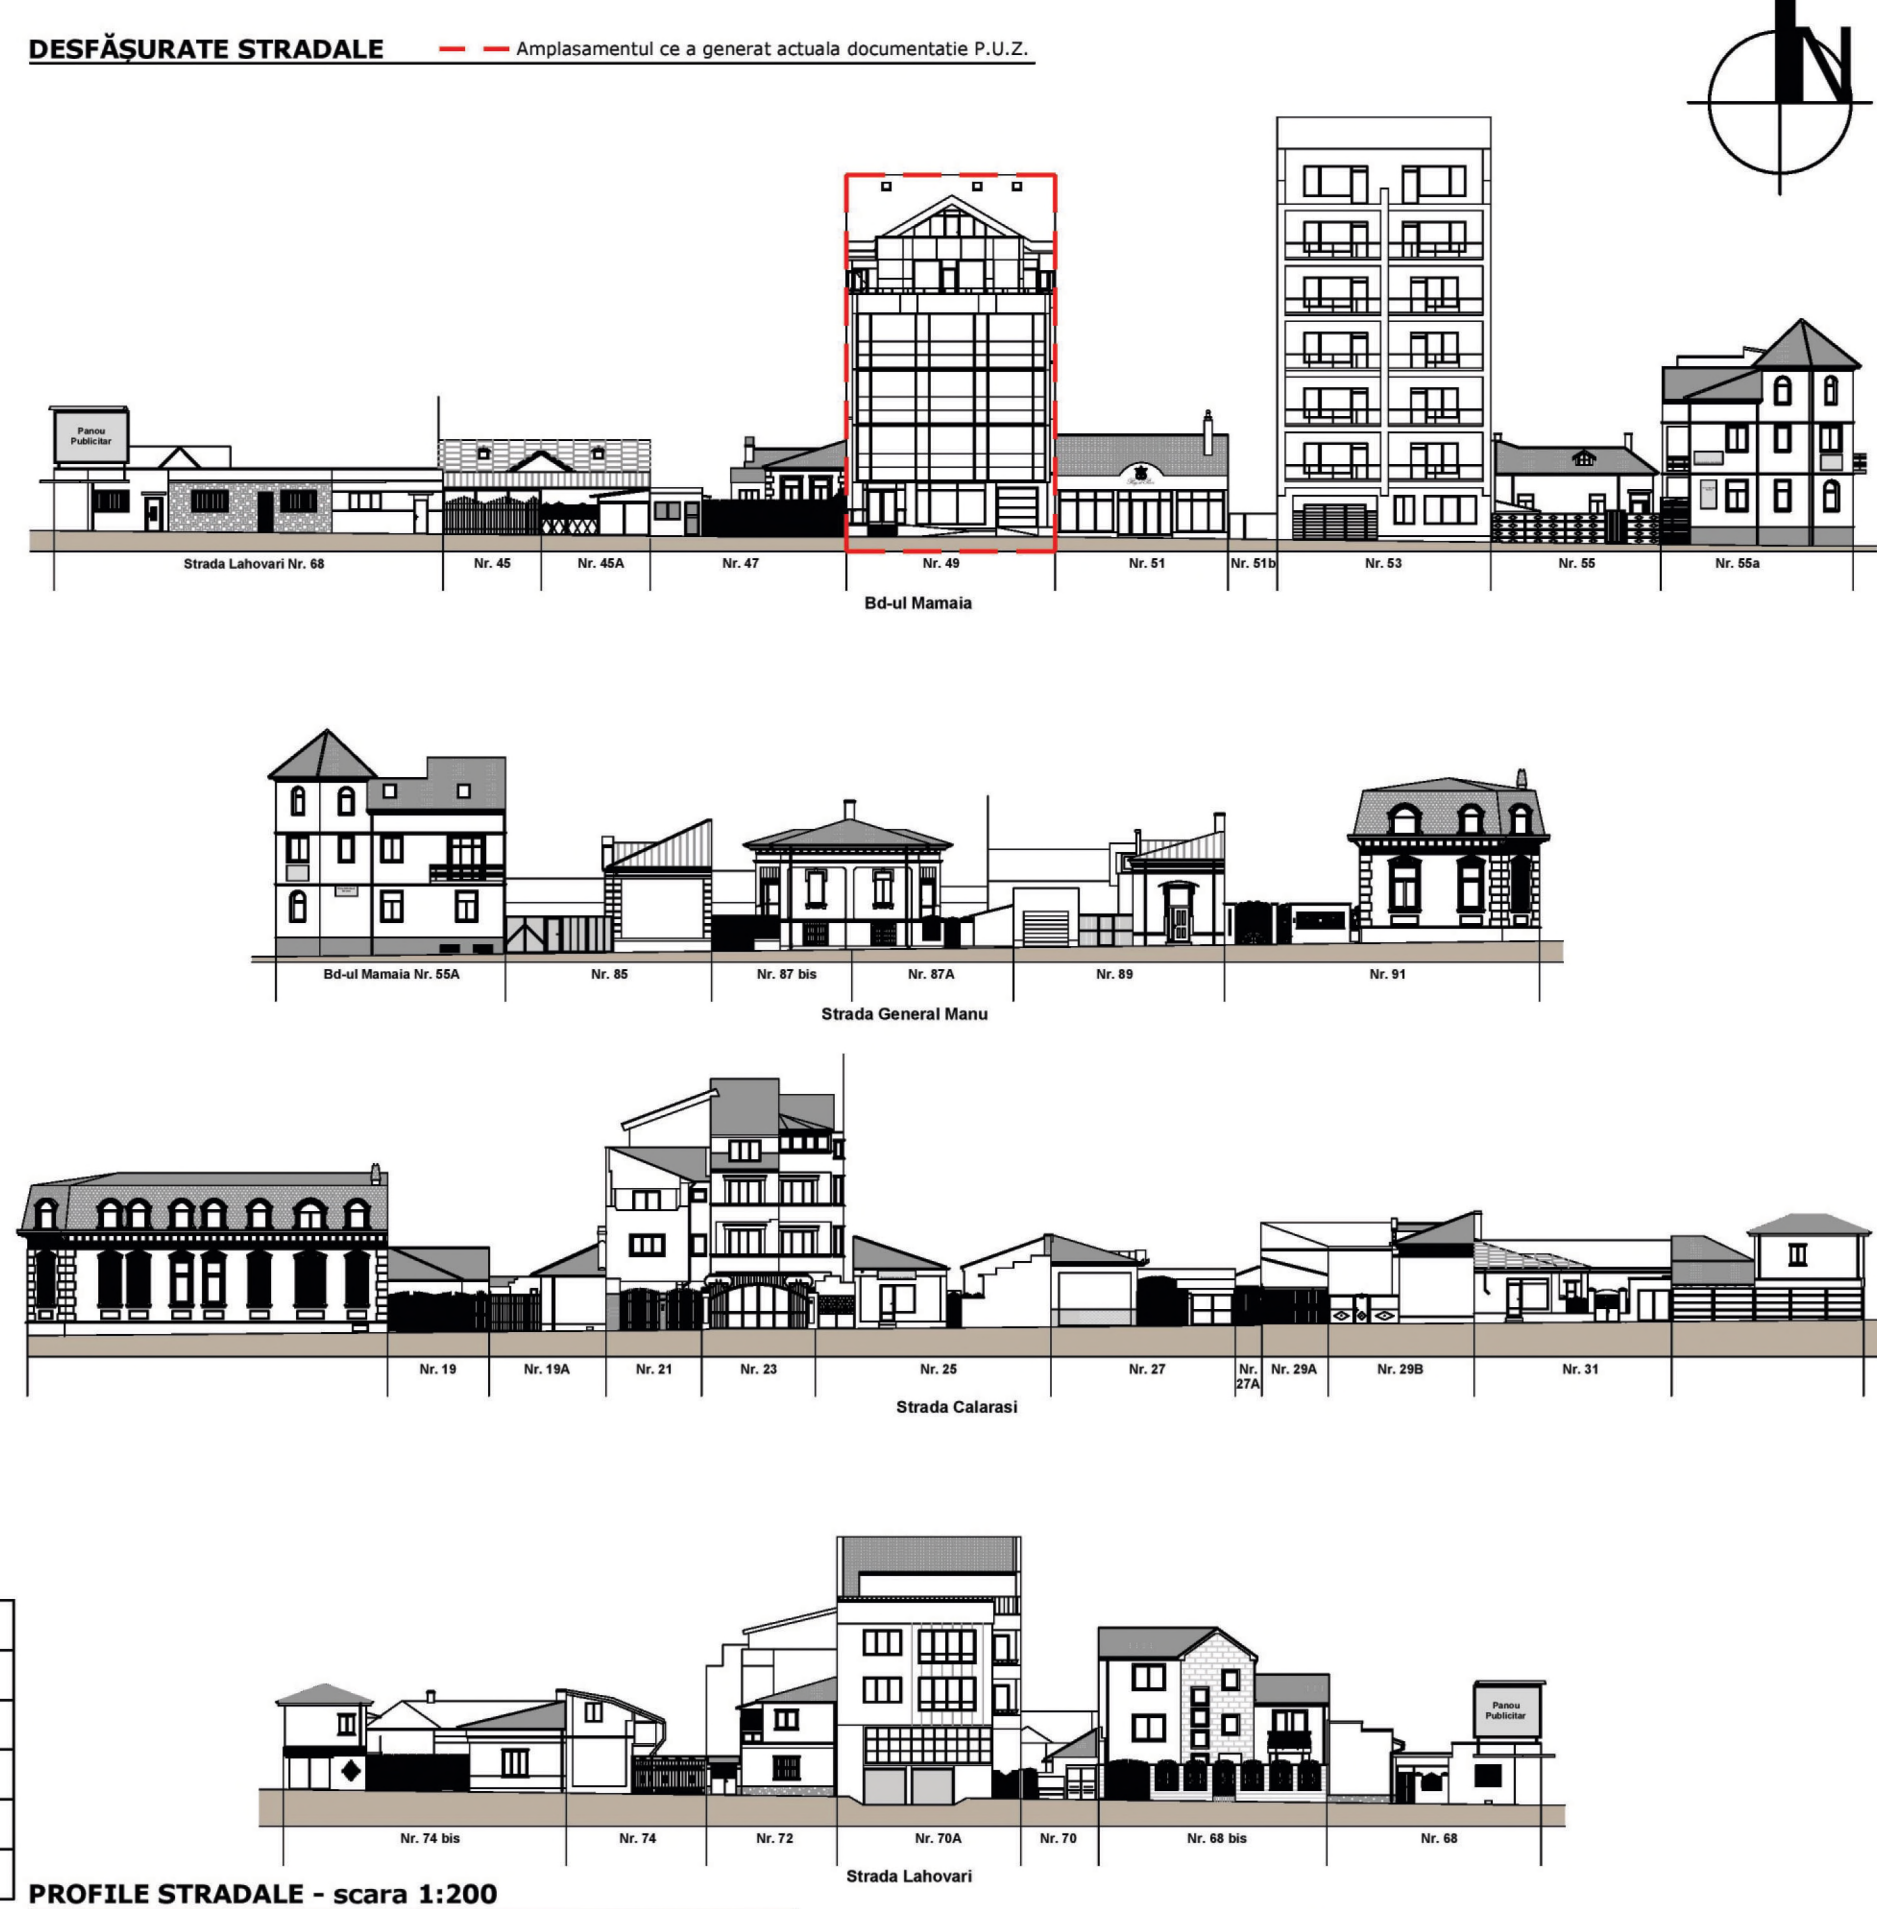 DESFĂȘURATE STRADALE
Amplasamentul ce a generat actuala documentatie P.U.Z.
N
Panou
Publicitar
Strada Lahovari Nr. 68
Nr. 45
Nr. 45A
Nr. 47
Nr. 49
Nr. 51
Nr. 51b
Nr. 53
Nr. 55
Nr. 55a
Bd-ul Mamaia
Bd-ul Mamaia Nr. 55A
Nr. 85
Nr. 87 bis
Nr. 87A
Nr. 89
Nr. 91
Strada General Manu
Nr. 19
Nr. 19A
Nr. 21
Nr. 23
Nr. 25
Nr. 27
Nr.
27A
Nr. 29A
Nr. 29B
Nr. 31
Strada Calarasi
Panou
Publicitar
Nr. 74 bis
Nr. 74
Nr. 72
Nr. 70A
Nr. 70
Nr. 68 bis
Nr. 68
Strada Lahovari
PROFILE STRADALE - scara 1:200